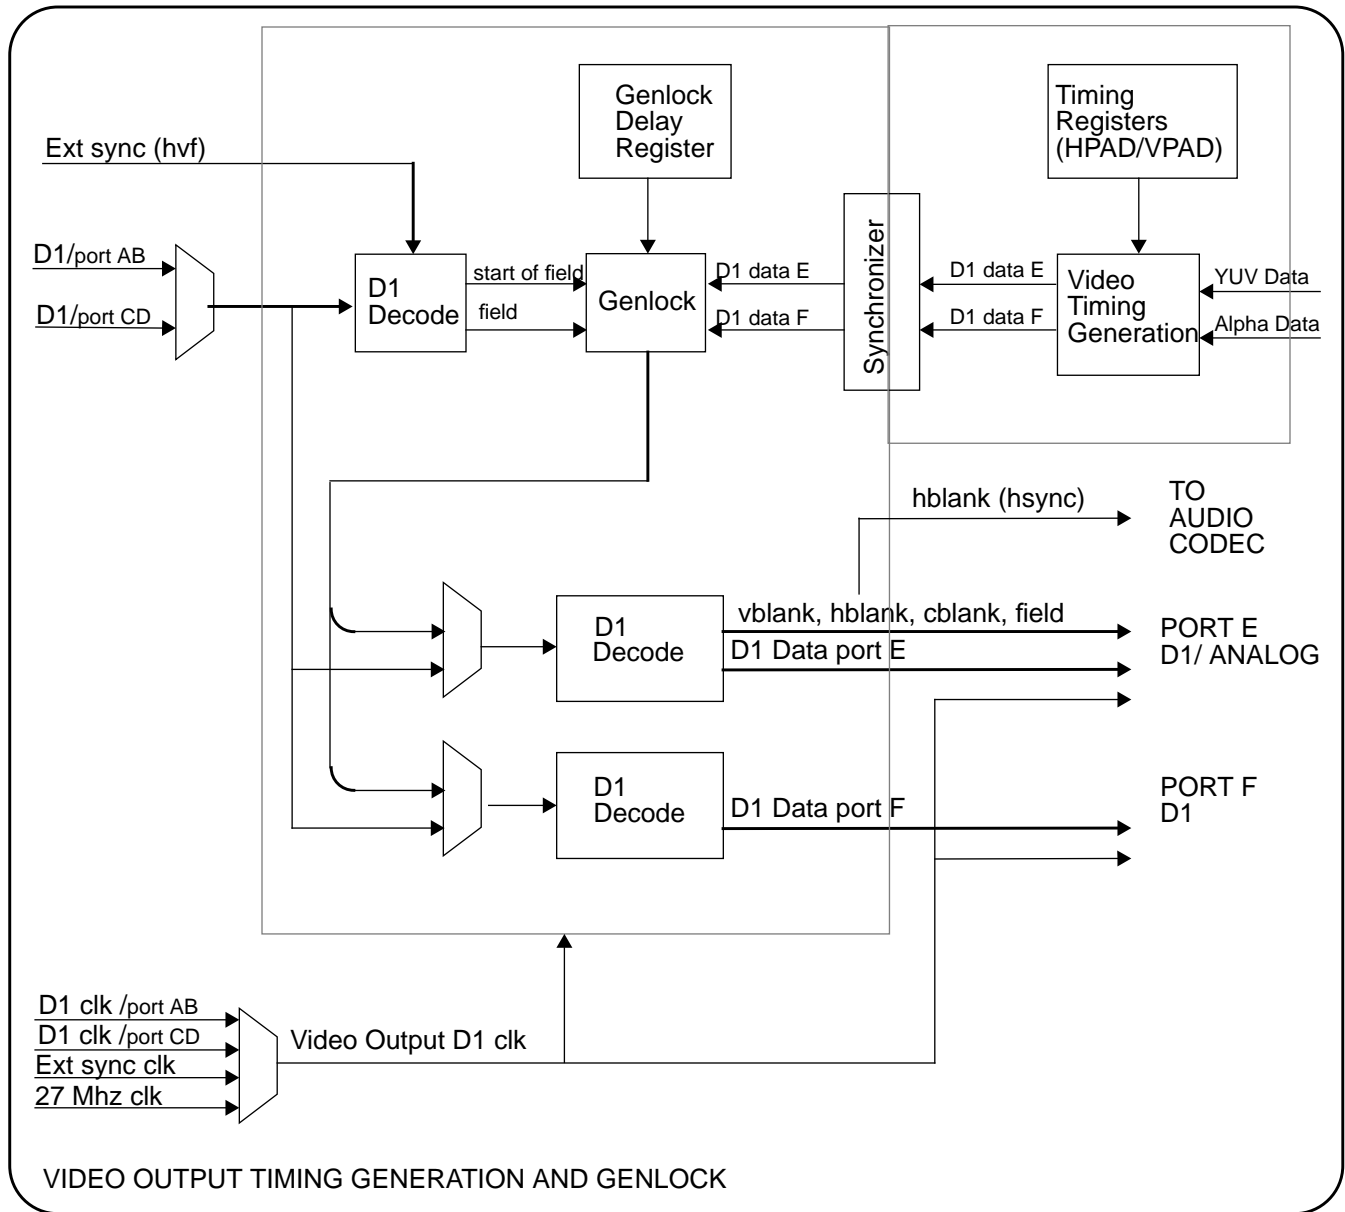 Genlock
Delay
Register
Timing
Registers
(HPAD/VPAD)
Ext sync (hvf)
D1/port AB
D1/port CD
D1
Decode
start of field
field
Genlock
D1 data E
D1 data F
Synchronizer
D1 data E
D1 data F
Video
Timing
Generation
YUV Data
Alpha Data
hblank (hsync)
TO
AUDIO
CODEC
D1
Decode
vblank, hblank, cblank, field
D1 Data port E
PORT E
D1/ ANALOG
D1
Decode
D1 Data port F
PORT F
D1
D1 clk /port AB
D1 clk /port CD
Ext sync clk
27 Mhz clk
Video Output D1 clk
VIDEO OUTPUT TIMING GENERATION AND GENLOCK